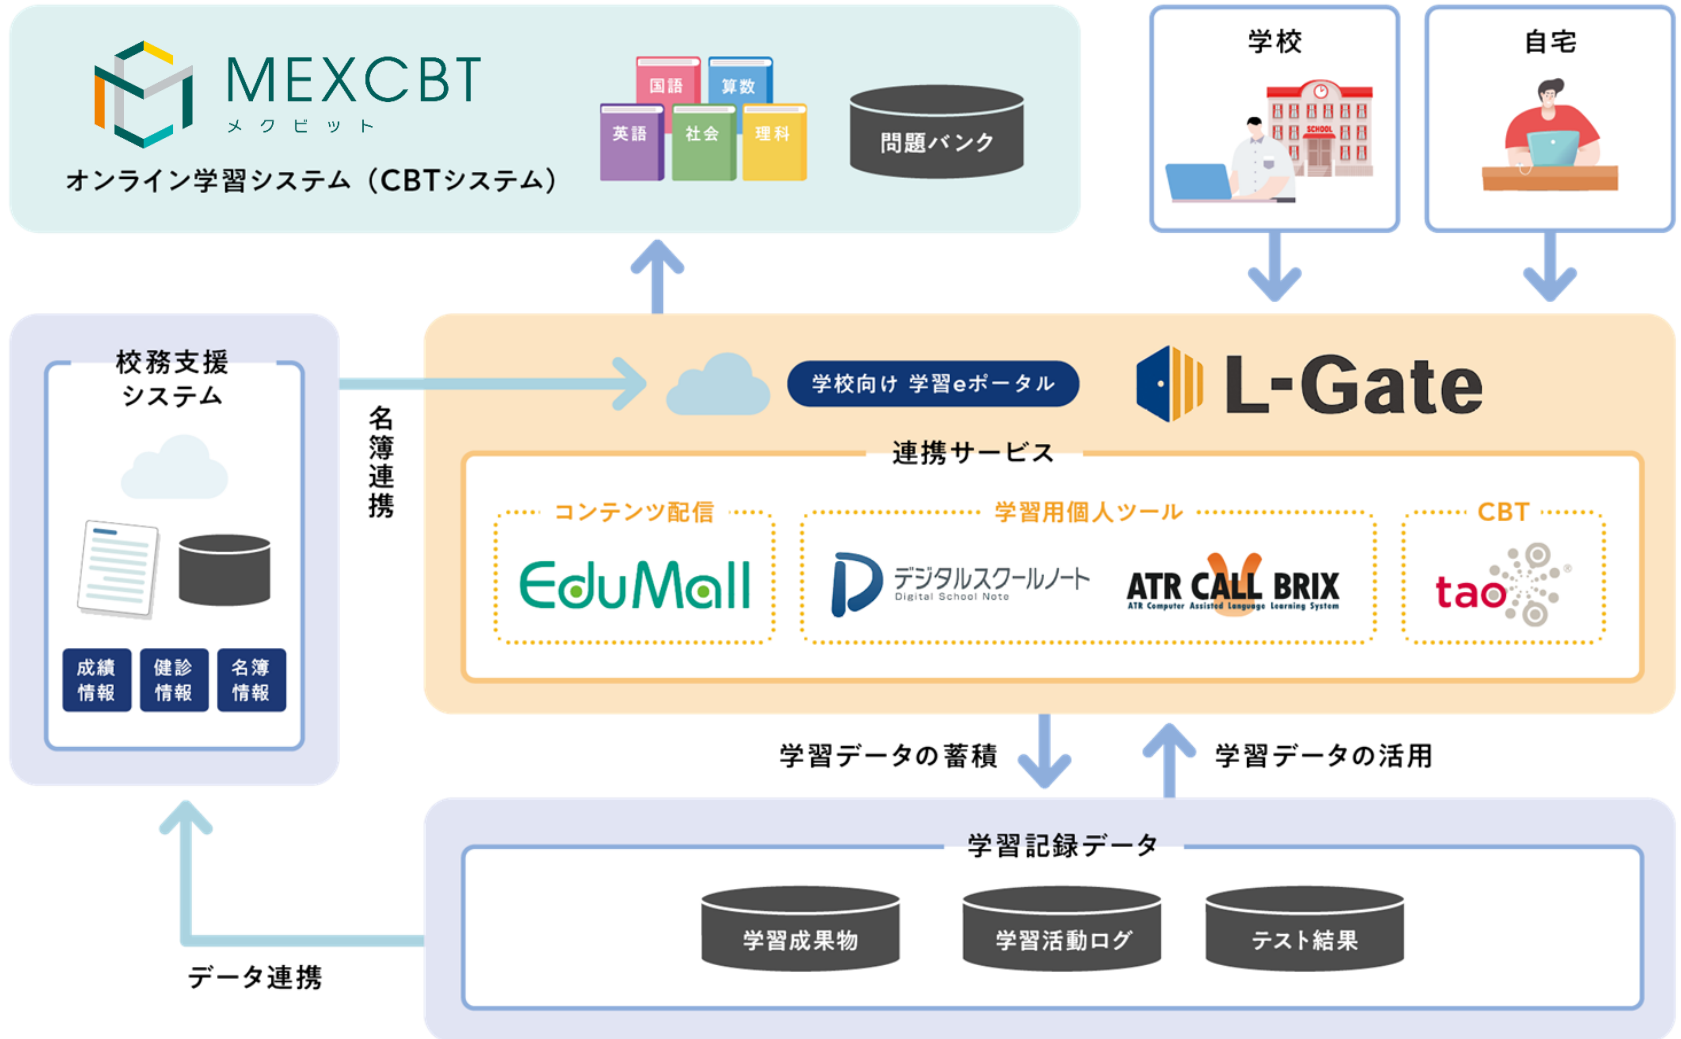 MEXCBT
メクビット
オンライン学習システム（CBTシステム）
国語
算数
英語
社会
理科
問題バンク
学校
SCHOOL
自宅
校務支援
システム
成績
情報
健診
情報
名簿
情報
名簿連携
学校向け 学習eポータル
L-Gate
連携サービス
コンテンツ配信
EduMall
学習用個人ツール
デジタルスクールノート
Digital School Note
ATR CALL BRIX
ATR Computer Assisted Language Learning System
CBT
tao
®
学習データの蓄積
学習データの活用
学習記録データ
学習成果物
学習活動ログ
テスト結果
データ連携